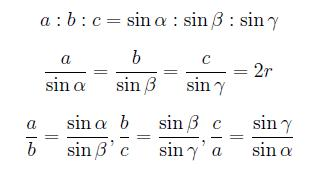 a : b : c = sin α : sin β : sin γ
a/sin α = b/sin β = c/sin γ = 2r
a/b = sin α/sin β, b/c = sin β/sin γ, c/a = sin γ/sin α